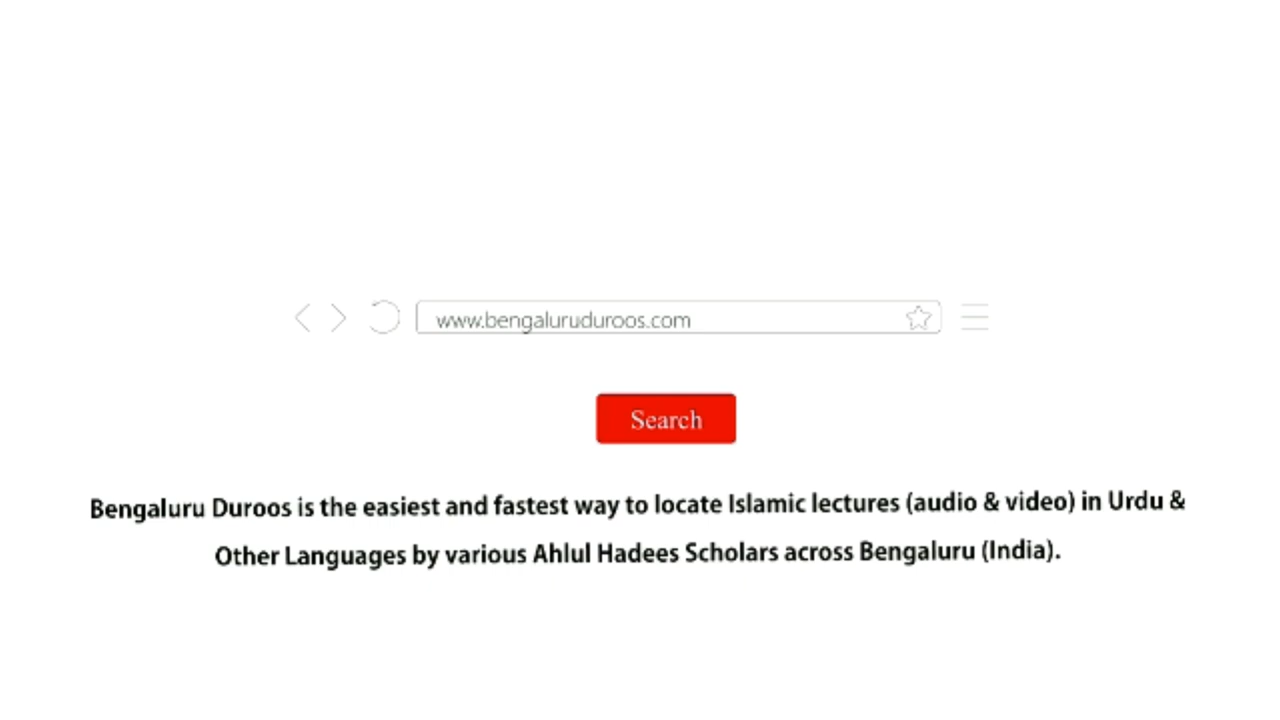 www.bengaluruduroos.com
Search
Bengaluru Duroos is the easiest and fastest way to locate Islamic lectures (audio & video) in Urdu &
Other Languages by various Ahlul Hadees Scholars across Bengaluru (India).